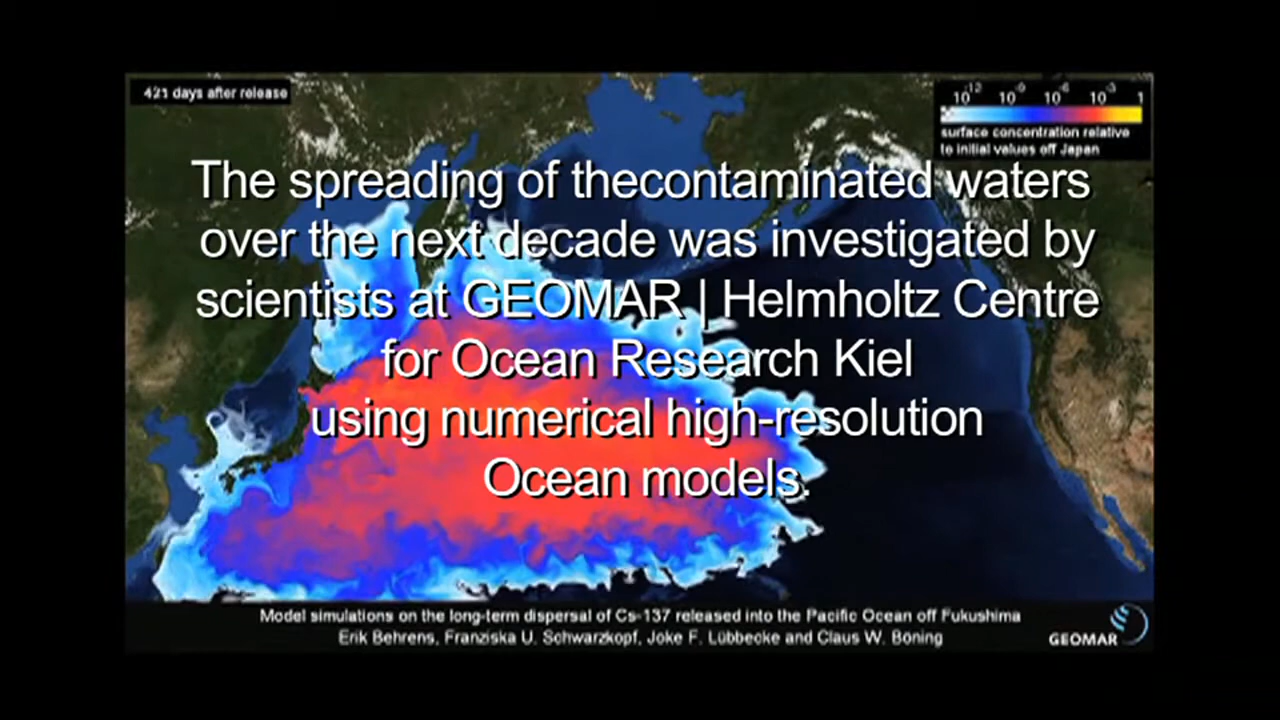 421 days after release
10^-12 10^-9 10^-6 10^-3 1
surface concentration relative
to initial values off Japan
The spreading of thecontaminated waters
over the next decade was investigated by
scientists at GEOMAR | Helmholtz Centre
for Ocean Research Kiel
using numerical high-resolution
Ocean models.
Model simulations on the long-term dispersal of Cs-137 released into the Pacific Ocean off Fukushima
Erik Behrens, Franziska U. Schwarzkopf, Joke F. Lübbecke and Claus W. Böning
GEOMAR